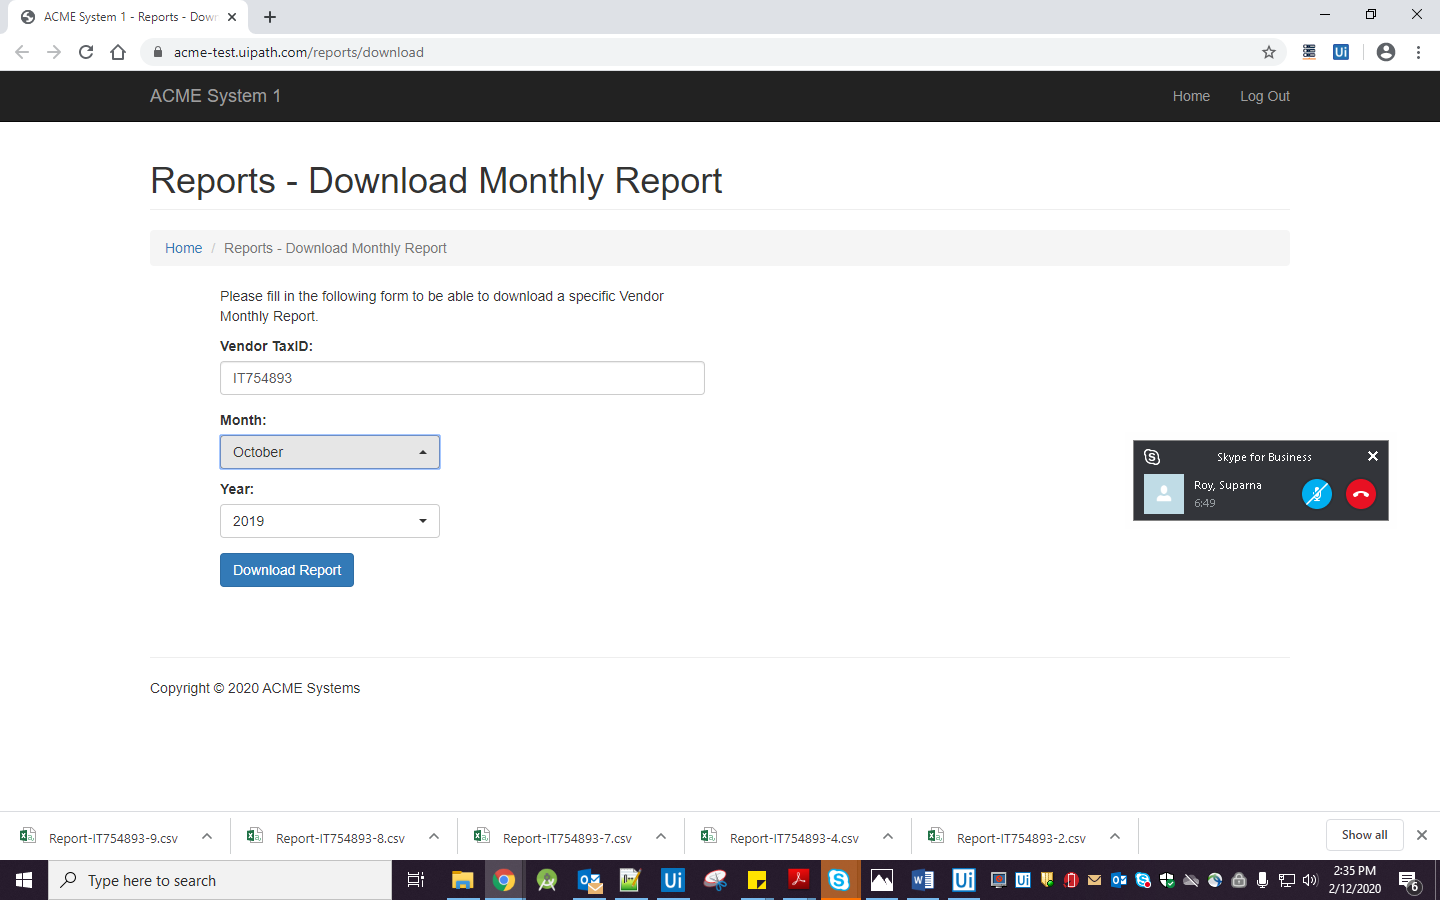 ACME System 1 - Reports - Dow
acme-test.uipath.com/reports/download
Ui
ACME System 1
Home
Log Out
Reports - Download Monthly Report
Home / Reports - Download Monthly Report
Please fill in the following form to be able to download a specific Vendor
Monthly Report.
Vendor TaxID:
IT754893
Month:
October
Year:
2019
Download Report
Skype for Business
Roy, Suparna
6:49
Copyright © 2020 ACME Systems
Report-IT754893-9.csv
Report-IT754893-8.csv
Report-IT754893-7.csv
Report-IT754893-4.csv
Report-IT754893-2.csv
Show all
Type here to search
Ui
Ui
2:35 PM
2/12/2020
6